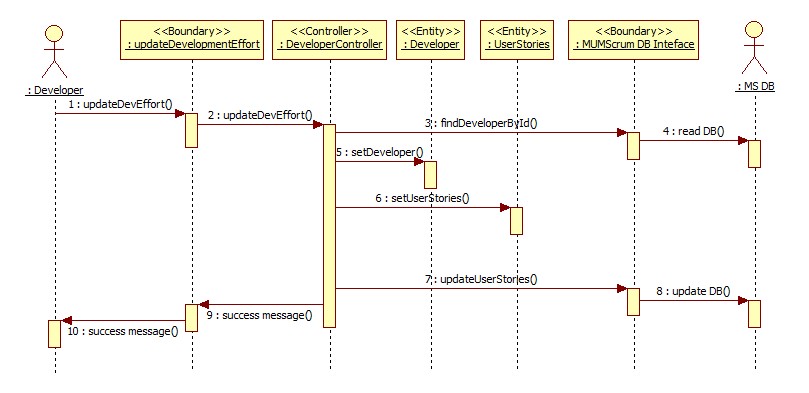 <<Boundary>>
: updateDevelopmentEffort
<<Controller>>
: DeveloperController
<<Entity>>
: Developer
<<Entity>>
: UserStories
<<Boundary>>
: MUMScrum DB Inteface
: Developer
: MS DB
1 : updateDevEffort()
2 : updateDevEffort()
3 : findDeveloperById()
4 : read DB()
5 : setDeveloper()
6 : setUserStories()
7 : updateUserStories()
8 : update DB()
9 : success message()
10 : success message()